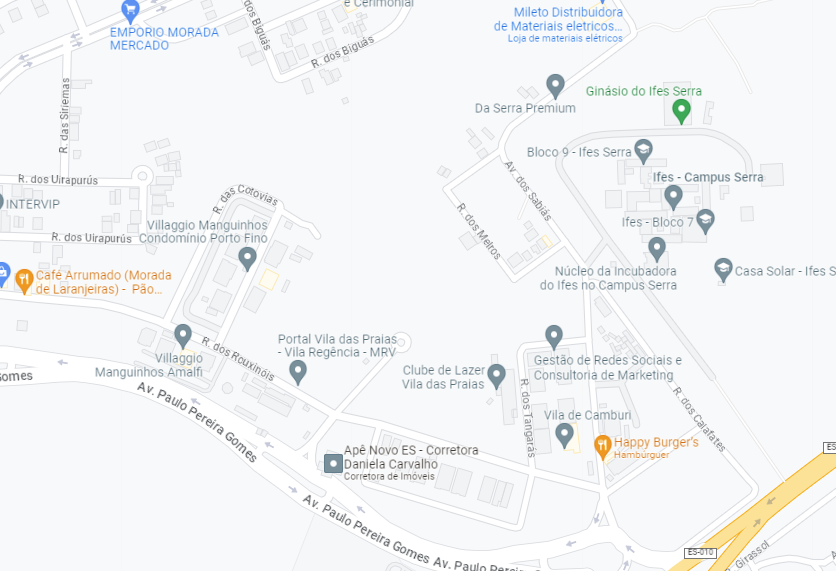 e Cerimonial
R. dos Biguás
R. dos Biguás
EMPORIO MORADA
MERCADO
Mileto Distribuidora
de Materiais eletricos...
Loja de materiais elétricos
Da Serra Premium
Ginásio do Ifes Serra
R. das Siriemas
Bloco 9 - Ifes Serra
Av. dos Sabiás
Ifes - Campus Serra
R. dos Uirapurús
R. das Cotovias
INTERVIP
R. dos Melros
Ifes - Bloco 7
Villaggio Manguinhos
Condomínio Porto Fino
R. dos Uirapurús
Café Arrumado (Morada
de Laranjeiras) - Pão...
Núcleo da Incubadora
do Ifes no Campus Serra
Casa Solar - Ifes S
Villaggio
Manguinhos Amalfi
R. dos Rouxinóis
Portal Vila das Praias
- Vila Regência - MRV
Clube de Lazer
Vila das Praias
Gestão de Redes Sociais e
Consultoria de Marketing
Gomes
Av. Paulo Pereira Gomes
R. dos Tangarás
R. dos Calafates
Vila de Camburi
Happy Burger's
Hambúrguer
ES
Apê Novo ES - Corretora
Daniela Carvalho
Corretora de Imóveis
Av. Paulo Pereira Gomes
Av. Paulo Pereira
ES-010
Girassol